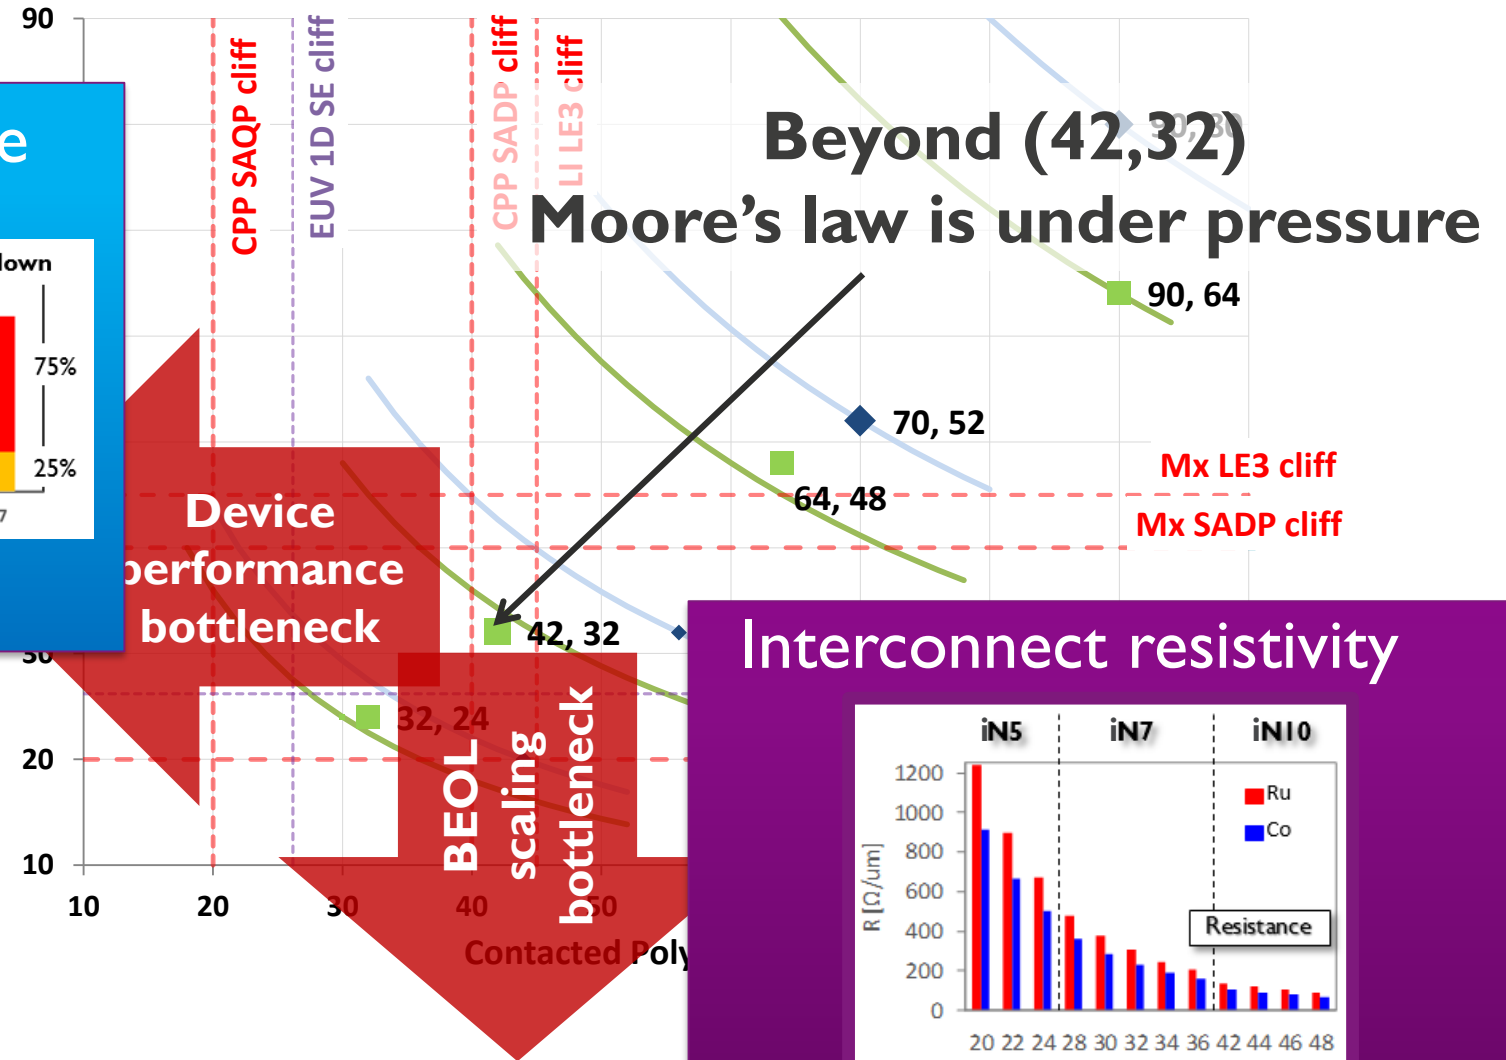 90
CPP SAQP cliff
EUV 1D SE cliff
CPP SADP cliff
LI LE3 cliff
Beyond (42,32)
Moore's law is under pressure
90, 30
90, 64
75%
25%
7
70, 52
64, 48
Mx LE3 cliff
Mx SADP cliff
Device
performance
bottleneck
42, 32
30
32, 24
20
10
BEOL
scaling
bottleneck
10 20 30 40 50
Contacted Poly
Interconnect resistivity
iN5 iN7 iN10
1200
1000
800
600
400
200
0
R [Ω/um]
Ru
Co
Resistance
20 22 24 28 30 32 34 36 42 44 46 48